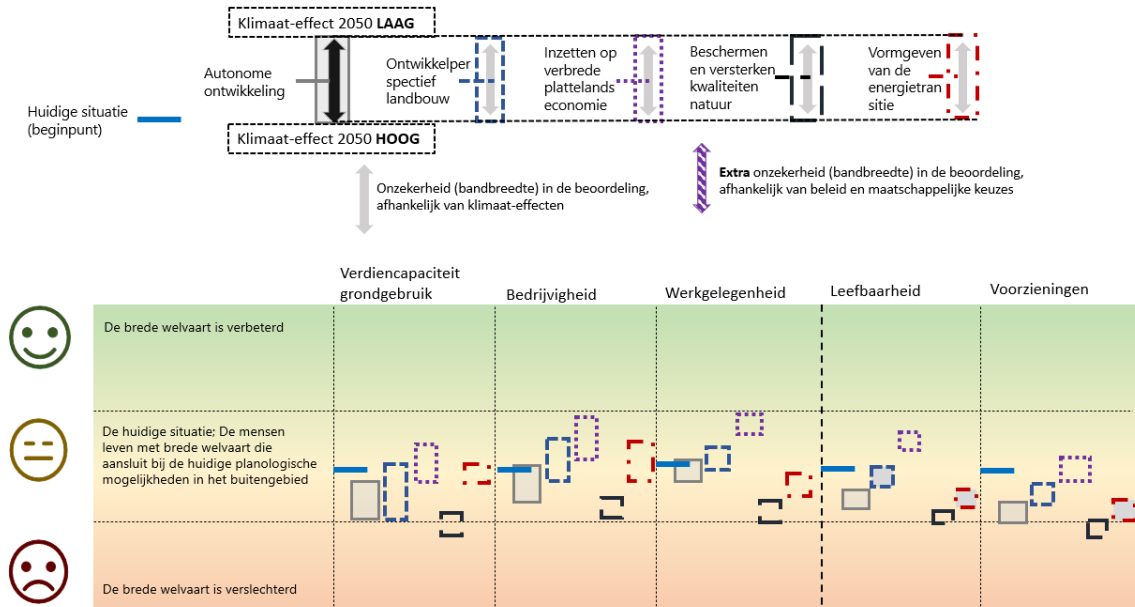 Klimaat-effect 2050 LAAG
Autonome
ontwikkeling
Ontwikkelper
spectief
landbouw
Inzetten op
verbrede
plattelands
economie
Beschermen
en versterken
kwaliteiten
natuur
Vormgeven
van de
energietran
sitie
Huidige situatie
(beginpunt)
Klimaat-effect 2050 HOOG
Onzekerheid (bandbreedte) in de beoordeling,
afhankelijk van klimaat-effecten
Extra onzekerheid (bandbreedte) in de beoordeling,
afhankelijk van beleid en maatschappelijke keuzes
Verdiencapaciteit
grondgebruik
Bedrijvigheid
Werkgelegenheid
Leefbaarheid
Voorzieningen
De brede welvaart is verbeterd
De huidige situatie; De mensen
leven met brede welvaart die
aansluit bij de huidige planologische
mogelijkheden in het buitengebied
De brede welvaart is verslechterd